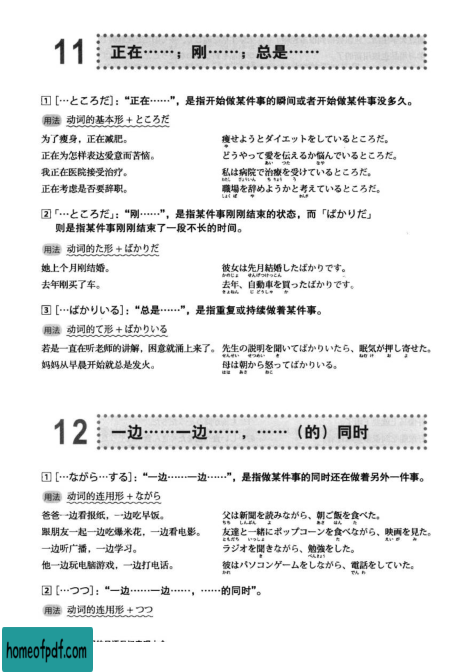 11 正在……；刚……；总是……
1 […ところだ]：“正在……”，是指开始做某件事的瞬间或者开始做某件事没多久。
用法 动词的基本形＋ところだ
为了瘦身，正在减肥。 痩せようとダイエットをしているところだ。
正在为怎样表达爱意而苦恼。 どうやって愛を伝えるか悩んでいるところだ。
我正在医院接受治疗。 私は病院で治療を受けているところだ。
正在考虑是否要辞职。 職場を辞めようかと考えているところだ。
2 「…ところだ」：“刚……”，是指某件事刚刚结束的状态，而「ばかりだ」
则是指某件事刚刚结束了一段不长的时间。
用法 动词的た形＋ばかりだ
她上个月刚结婚。 彼女は先月結婚したばかりです。
去年刚买了车。 去年、自動車を買ったばかりです。
3 […ばかりいる]：“总是……”，是指重复或持续做着某件事。
用法 动词的て形＋ばかりいる
若是一直在听老师的讲解，困意就涌上来了。 先生の説明を聞いてばかりいたら、眠気が押し寄せた。
妈妈从早晨开始就总是发火。 母は朝から怒ってばかりいる。
12 一边……一边……，……（的）同时
1 […ながら…する]：“一边……一边……”，是指做某件事的同时还在做着另外一件事。
用法 动词的连用形＋ながら
爸爸一边看报纸，一边吃早饭。 父は新聞を読みながら、朝ご飯を食べた。
跟朋友一起一边吃爆米花，一边看电影。 友達と一緒にポップコーンを食べながら、映画を見た。
一边听广播，一边学习。 ラジオを聞きながら、勉強をした。
他一边玩电脑游戏，一边打电话。 彼はパソコンゲームをしながら、電話をしていた。
2 […つつ]：“一边……一边……，……的同时”。
用法 动词的连用形＋つつ
homeofpdf.com